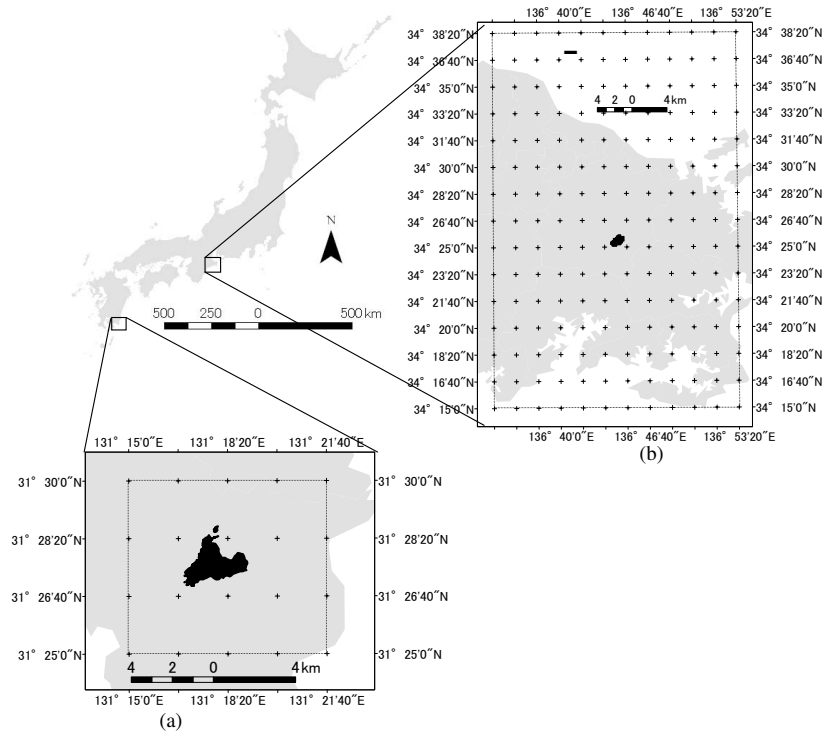 136° 40'0"E 136° 46'40"E 136° 53'20"E
34° 38'20"N 34° 38'20"N
34° 36'40"N 34° 36'40"N
34° 35'0"N 34° 35'0"N
4 2 0 4km
34° 33'20"N 34° 33'20"N
34° 31'40"N 34° 31'40"N
34° 30'0"N 34° 30'0"N
34° 28'20"N 34° 28'20"N
34° 26'40"N 34° 26'40"N
34° 25'0"N 34° 25'0"N
34° 23'20"N 34° 23'20"N
34° 21'40"N 34° 21'40"N
34° 20'0"N 34° 20'0"N
34° 18'20"N 34° 18'20"N
34° 16'40"N 34° 16'40"N
34° 15'0"N 34° 15'0"N
136° 40'0"E 136° 46'40"E 136° 53'20"E
(b)
N
500 250 0 500km
131° 15'0"E 131° 18'20"E 131° 21'40"E
31° 30'0"N 31° 30'0"N
31° 28'20"N 31° 28'20"N
31° 26'40"N 31° 26'40"N
31° 25'0"N 31° 25'0"N
4 2 0 4km
131° 15'0"E 131° 18'20"E 131° 21'40"E
(a)